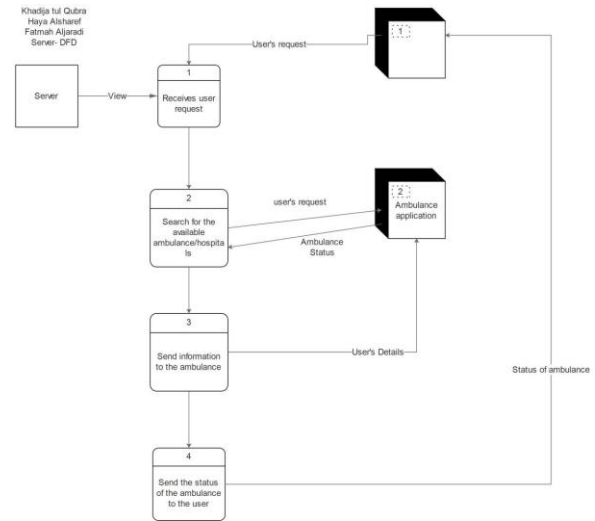 Khadija tul Qubra
Haya Alsharef
Fatmah Aljaradi
Server- DFD
User's request
1
1
Server
View
Receives user
request
2
Search for the
available
ambulance/hospita
ls
user's request
Ambulance
Status
2
Ambulance
application
3
Send information
to the ambulance
User's Details
Status of ambulance
4
Send the status
of the ambulance
to the user